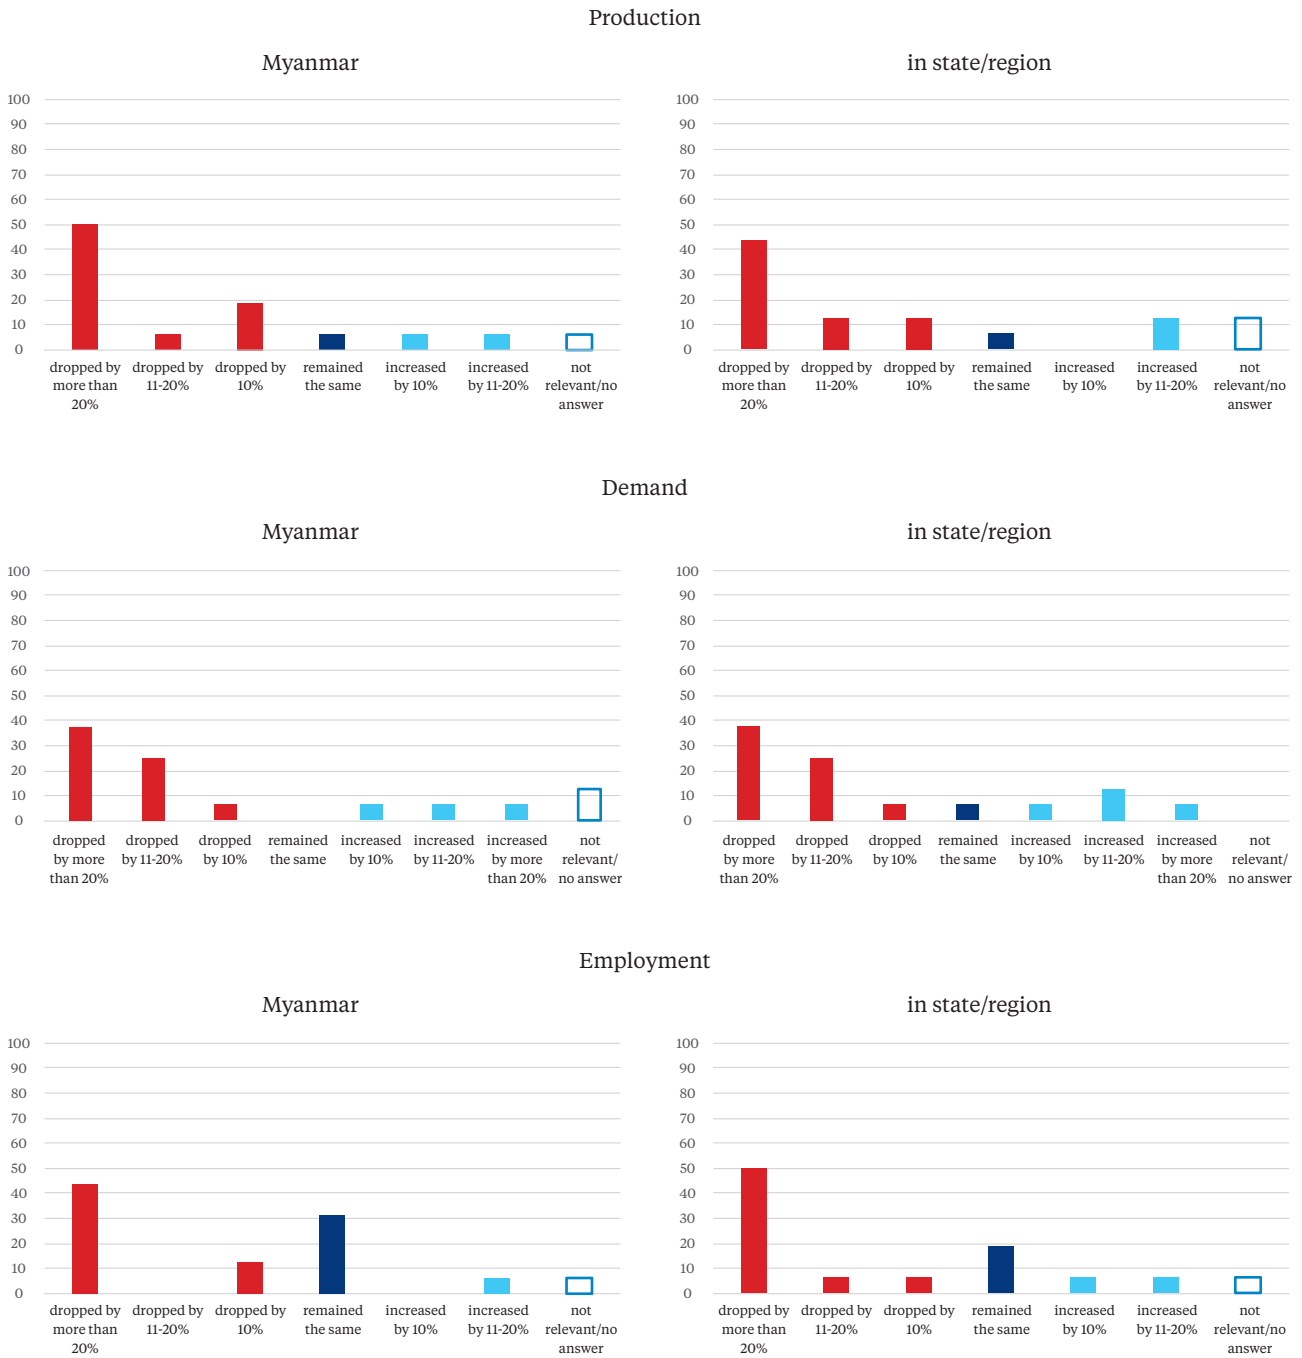 Production
Myanmar
in state/region
100
90
80
70
60
50
40
30
20
10
0
dropped by
more than
20%
dropped by
11-20%
dropped by
10%
remained
the same
increased
by 10%
increased
by 11-20%
not
relevant/no
answer
100
90
80
70
60
50
40
30
20
10
0
dropped by
more than
20%
dropped by
11-20%
dropped by
10%
remained
the same
increased
by 10%
increased
by 11-20%
not
relevant/no
answer
Demand
Myanmar
in state/region
100
90
80
70
60
50
40
30
20
10
0
dropped
by more
than 20%
dropped
by 11-20%
dropped
by 10%
remained
the same
increased
by 10%
increased
by 11-20%
increased
by more
than 20%
not
relevant/
no answer
100
90
80
70
60
50
40
30
20
10
0
dropped
by more
than 20%
dropped
by 11-20%
dropped
by 10%
remained
the same
increased
by 10%
increased
by 11-20%
increased
by more
than 20%
not
relevant/
no answer
Employment
Myanmar
in state/region
100
90
80
70
60
50
40
30
20
10
0
dropped by
more than
20%
dropped by
11-20%
dropped by
10%
remained
the same
increased
by 10%
increased
by 11-20%
not
relevant/no
answer
100
90
80
70
60
50
40
30
20
10
0
dropped by
more than
20%
dropped by
11-20%
dropped by
10%
remained
the same
increased
by 10%
increased
by 11-20%
not
relevant/no
answer